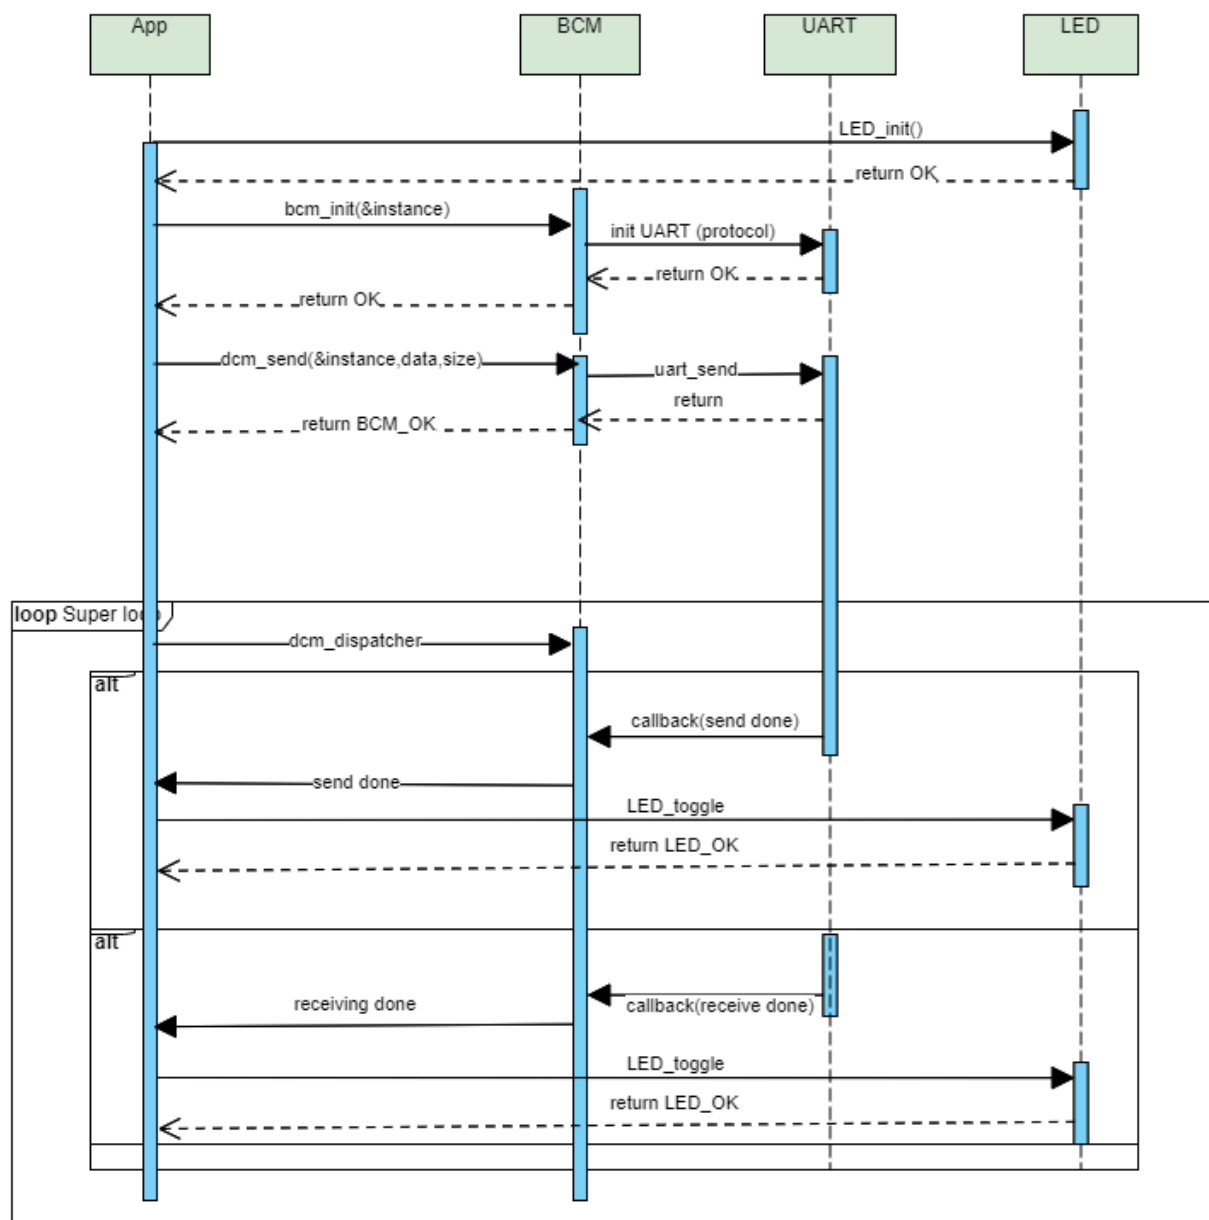 App
BCM
UART
LED
LED_init()
return OK
bcm_init(&instance)
init UART (protocol)
return OK
return OK
dcm_send(&instance,data,size)
uart_send
return
return BCM_OK
loop Super loop
dcm_dispatcher
alt
callback(send done)
send done
LED_toggle
return LED_OK
alt
callback(receive done)
receiving done
LED_toggle
return LED_OK